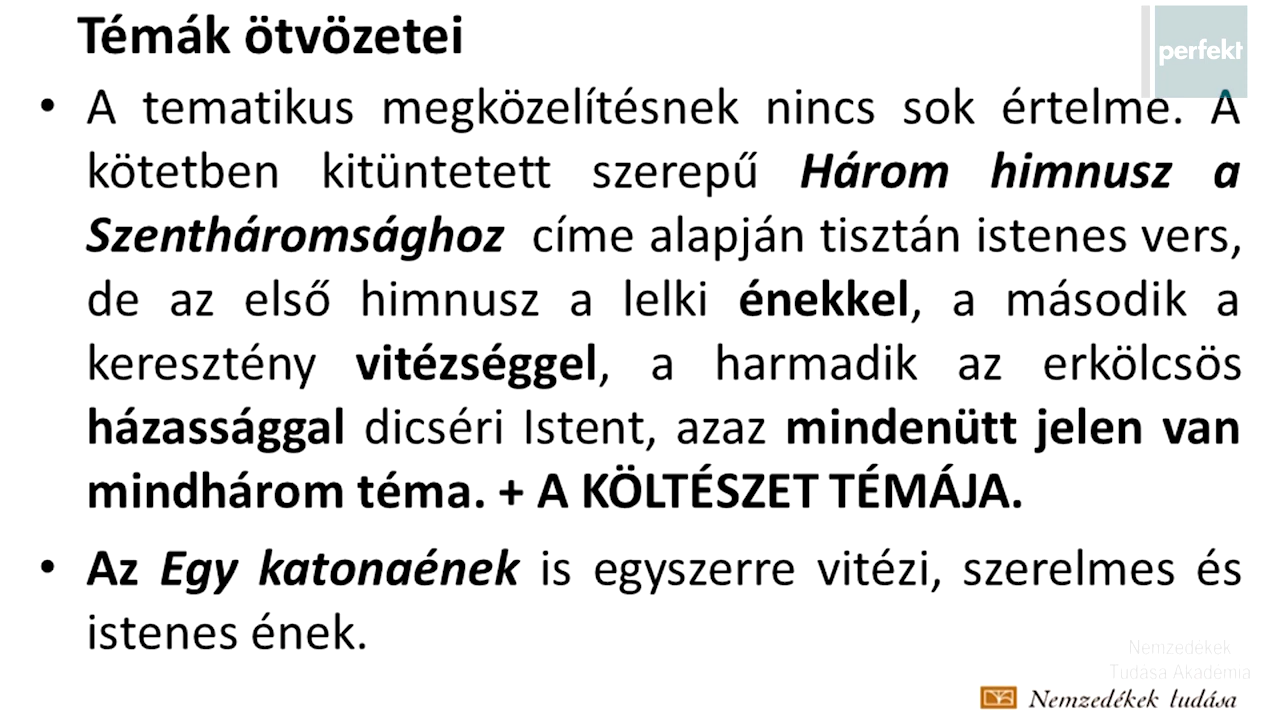 Témák ötvözetei
perfekt
• A tematikus megközelítésnek nincs sok értelme. A
kötetben kitüntetett szerepű Három himnusz a
Szentháromsághoz címe alapján tisztán istenes vers,
de az első himnusz a lelki énekkel, a második a
keresztény vitézséggel, a harmadik az erkölcsös
házassággal dicséri Istent, azaz mindenütt jelen van
mindhárom téma. + A KÖLTÉSZET TÉMÁJA.
• Az Egy katonaének is egyszerre vitézi, szerelmes és
istenes ének.
Nemzedékek
Tudása Akadémia
Nemzedékek tudása